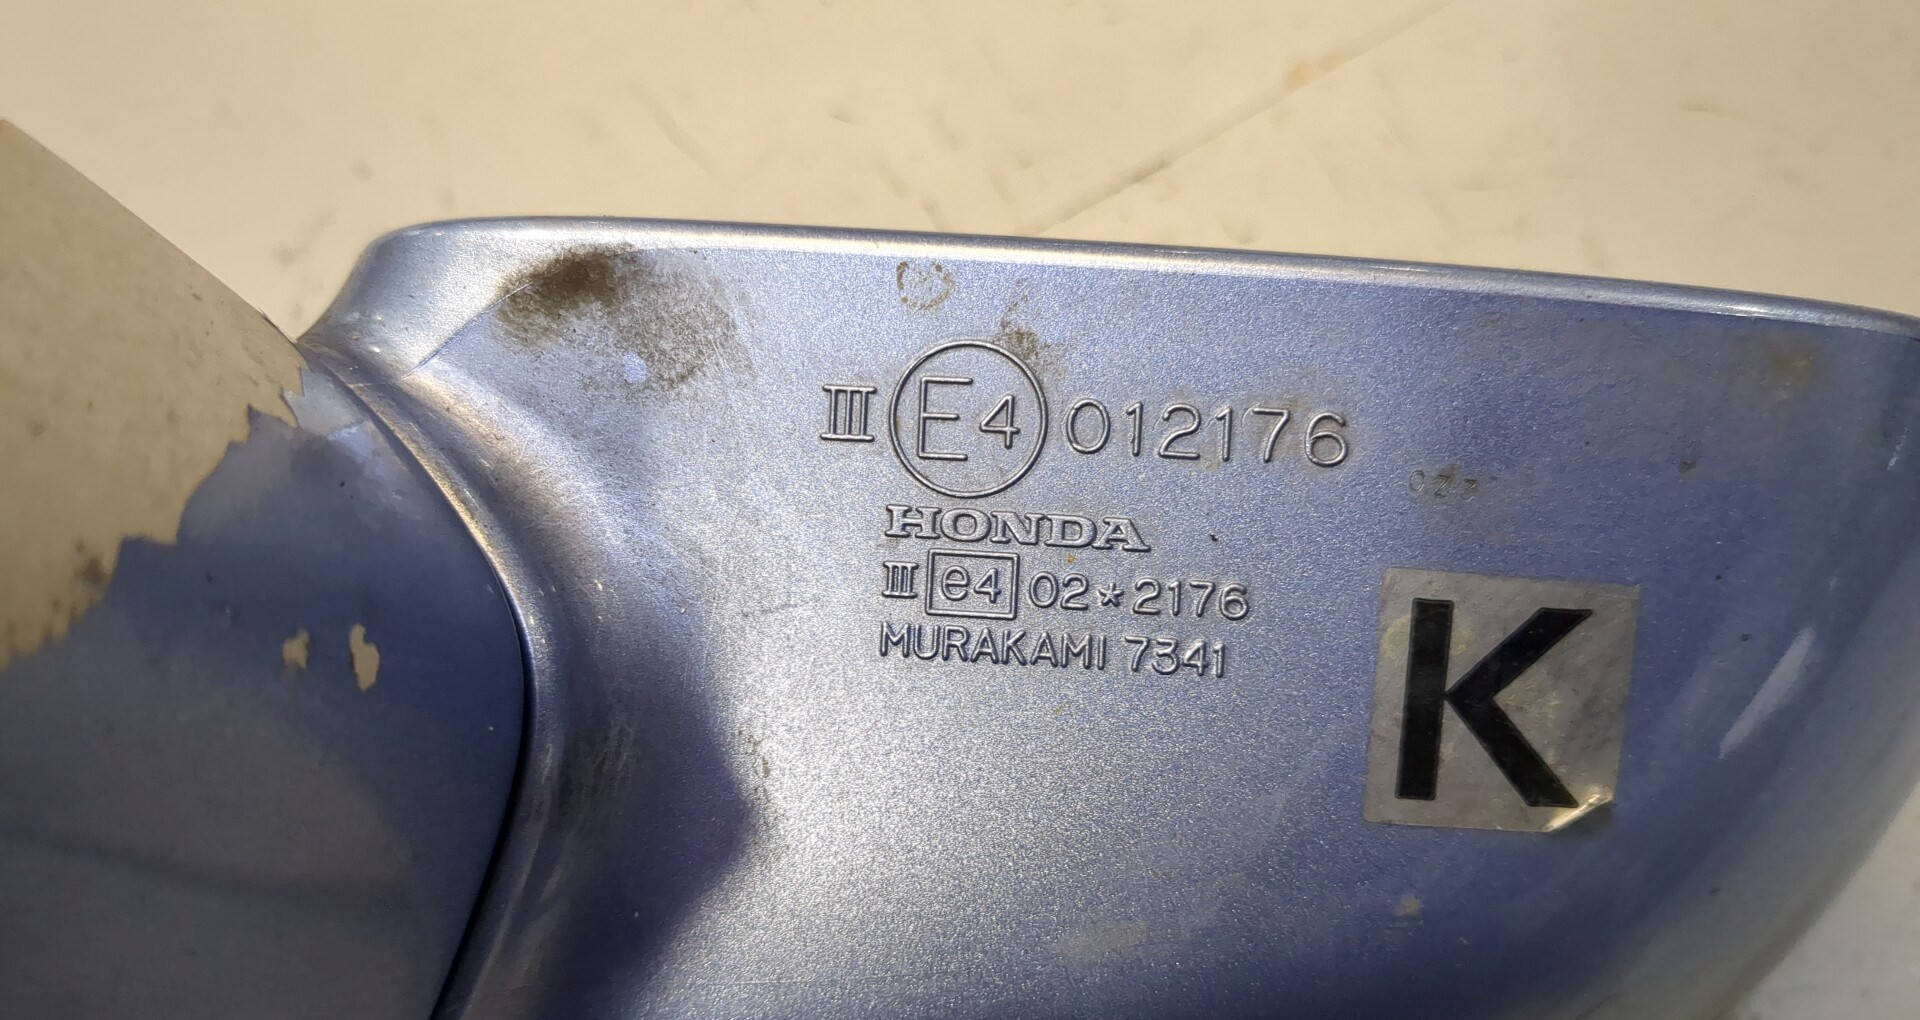 III E4 012176
HONDA
III e4 02*2176
MURAKAMI 7341
K